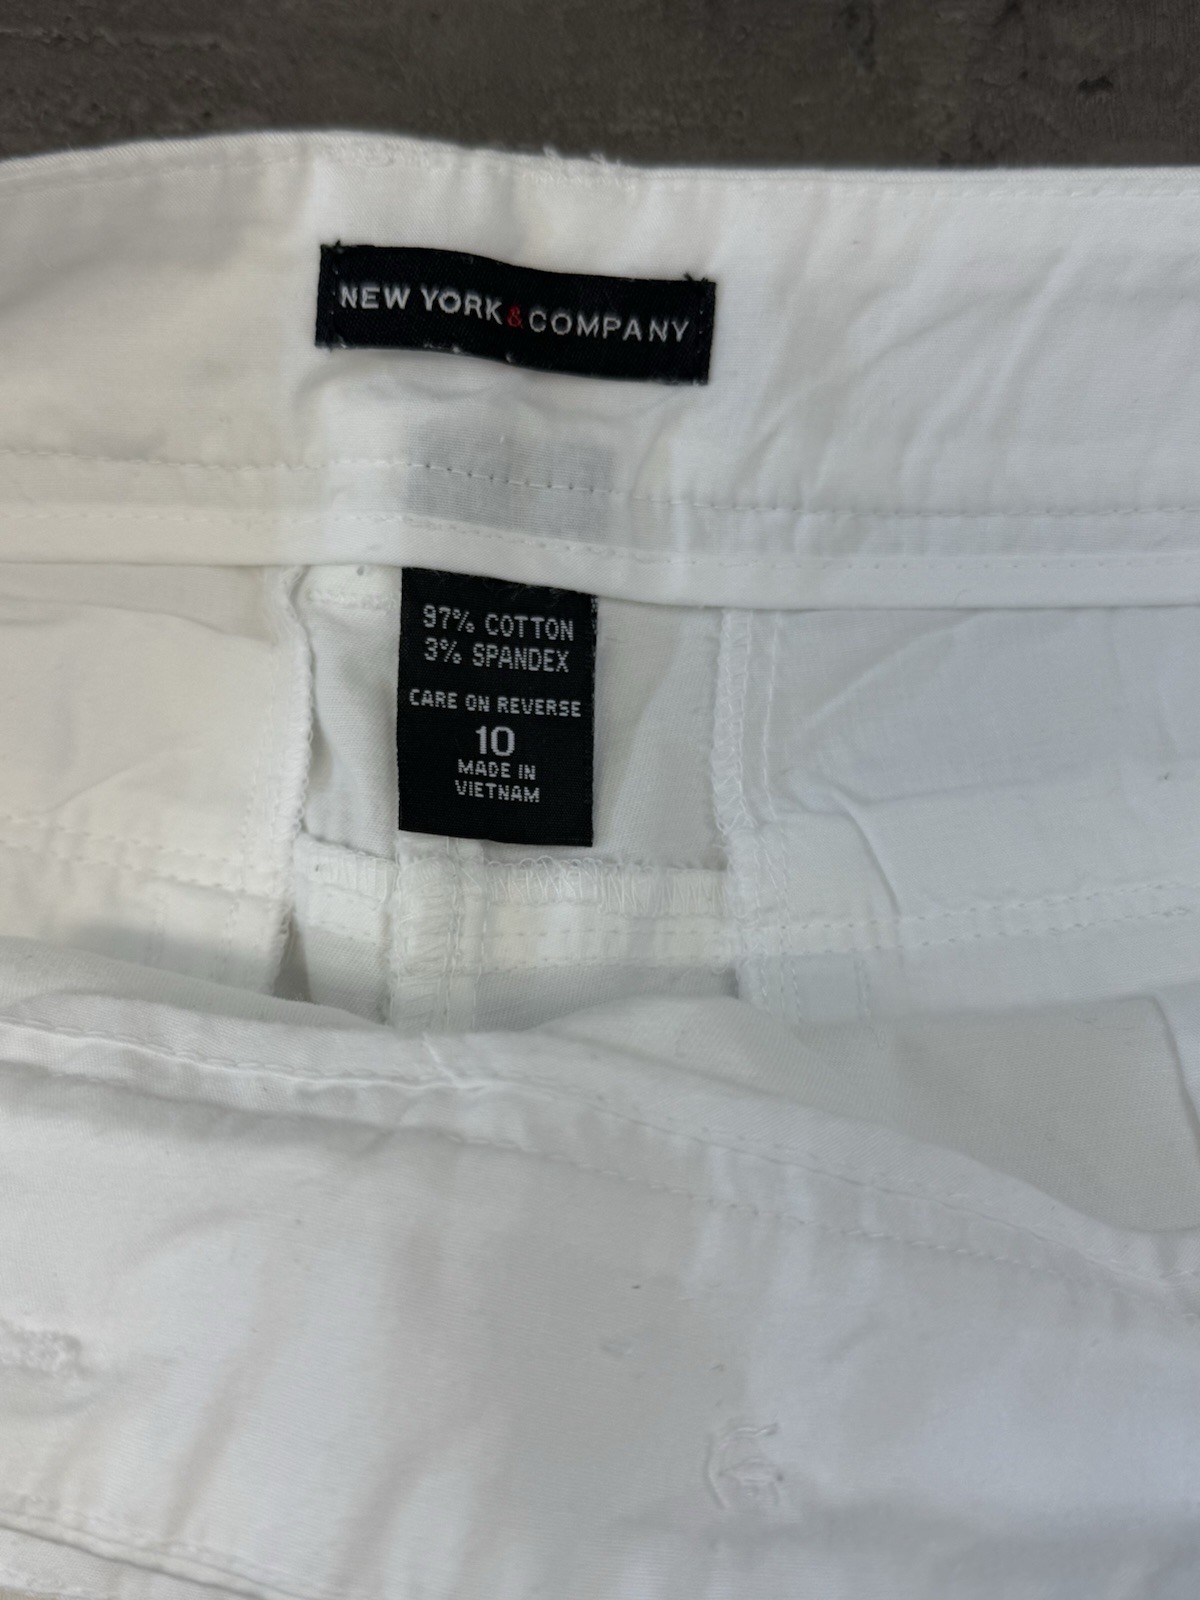 NEW YORK & COMPANY
97% COTTON
3% SPANDEX
CARE ON REVERSE
10
MADE IN
VIETNAM